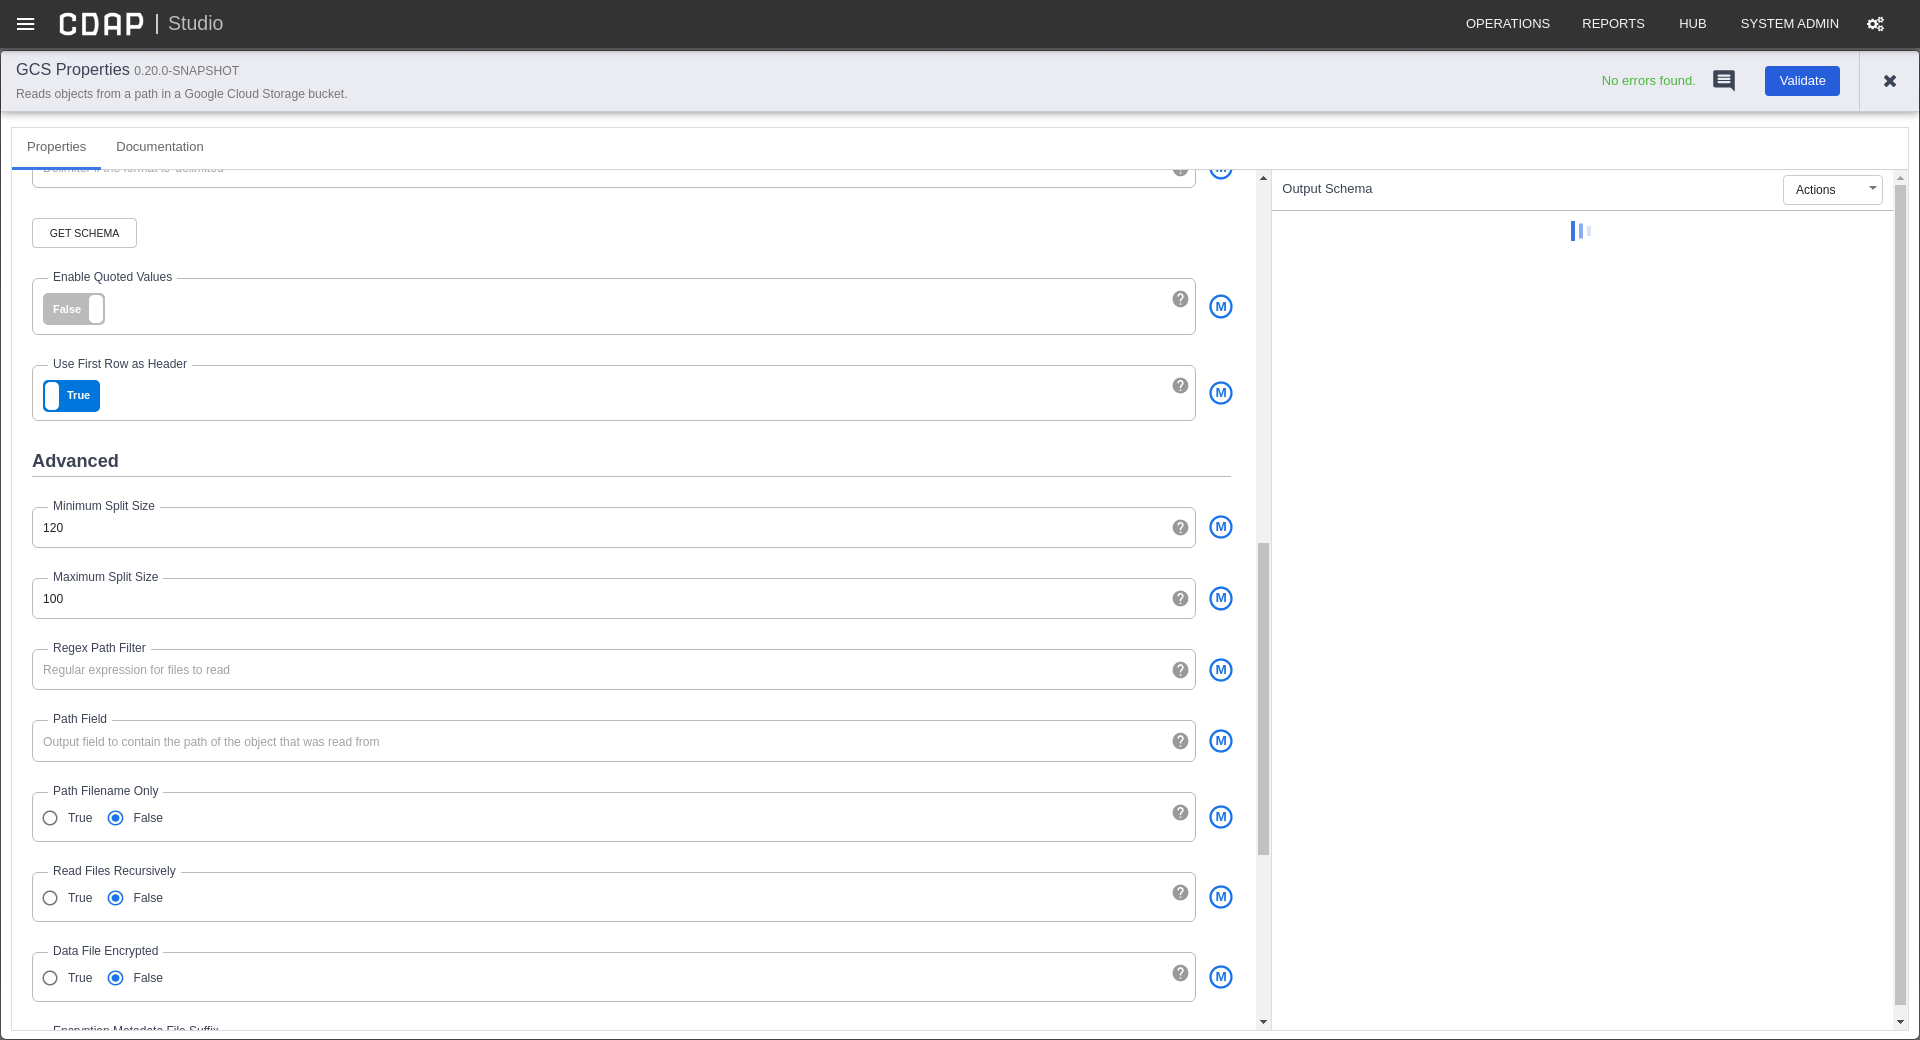 CDAP | Studio
OPERATIONS REPORTS HUB SYSTEM ADMIN
GCS Properties 0.20.0-SNAPSHOT
Reads objects from a path in a Google Cloud Storage bucket.
No errors found.
Validate
Properties Documentation
Output Schema
Actions
GET SCHEMA
Enable Quoted Values
False
M
Use First Row as Header
True
M
Advanced
Minimum Split Size
120
M
Maximum Split Size
100
M
Regex Path Filter
Regular expression for files to read
M
Path Field
Output field to contain the path of the object that was read from
M
Path Filename Only
True False
M
Read Files Recursively
True False
M
Data File Encrypted
True False
M
Encryption Metadata File Suffix